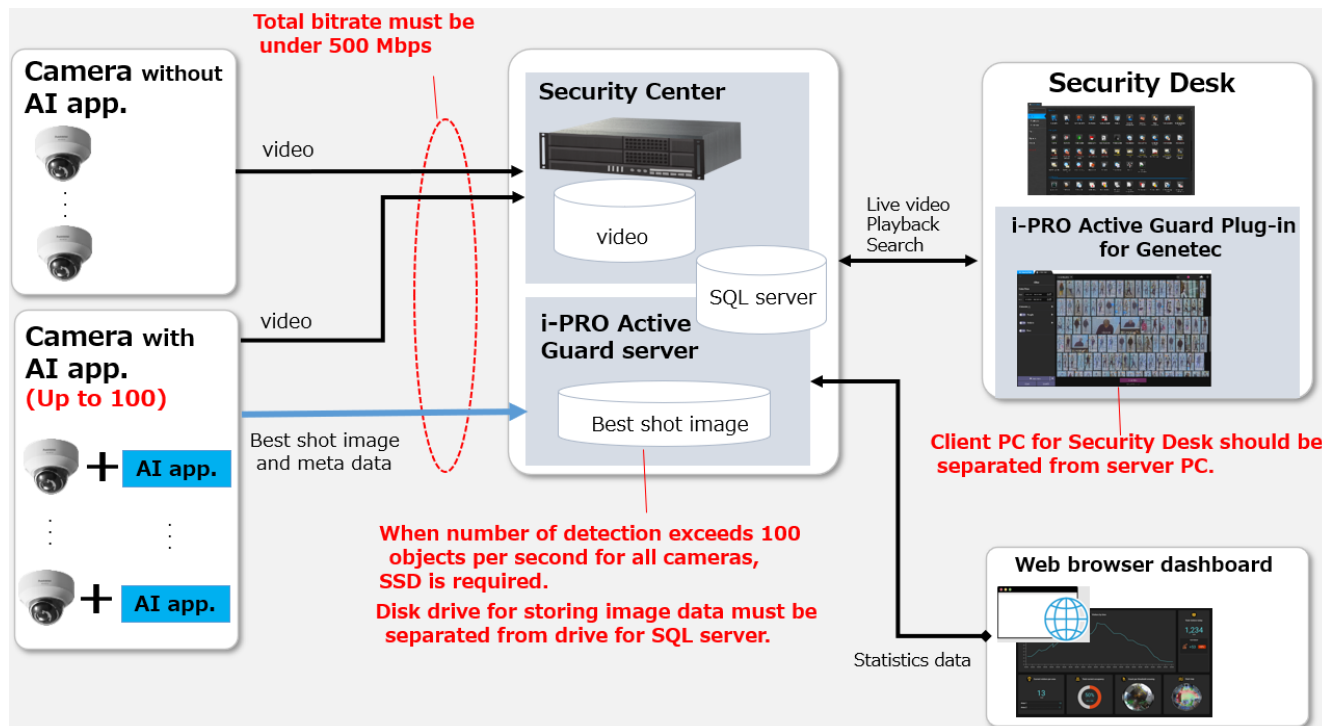 Total bitrate must be
under 500 Mbps
Camera without
AI app.
video
Camera with
AI app.
(Up to 100)
video
AI app.
AI app.
Best shot image
and meta data
Security Center
video
SQL server
i-PRO Active
Guard server
Best shot image
When number of detection exceeds 100
objects per second for all cameras,
SSD is required.
Disk drive for storing image data must be
separated from drive for SQL server.
Live video
Playback
Search
Security Desk
i-PRO Active Guard Plug-in
for Genetec
Client PC for Security Desk should be
separated from server PC.
Statistics data
Web browser dashboard
1,234
13